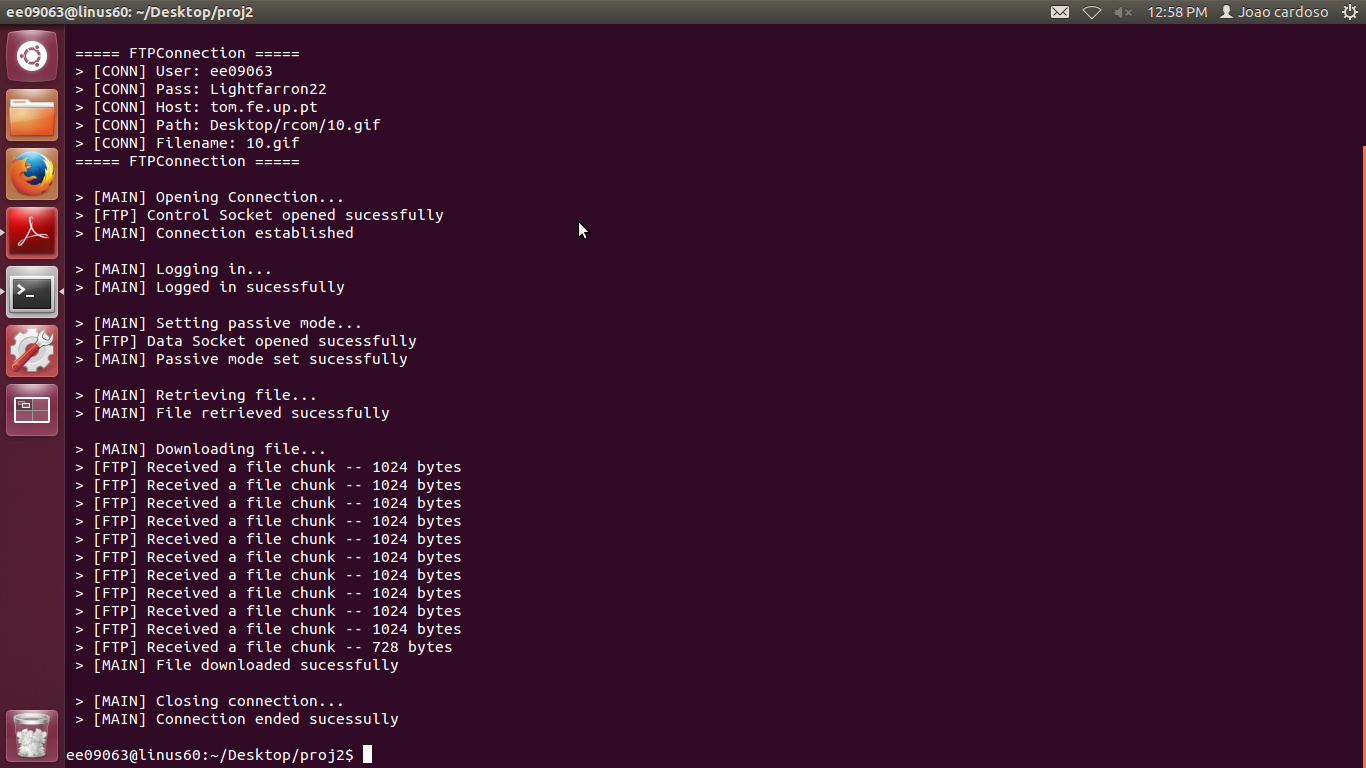 ee09063@linus60: ~/Desktop/proj2
12:58 PM Joao cardoso
===== FTPConnection =====
> [CONN] User: ee09063
> [CONN] Pass: Lightfarron22
> [CONN] Host: tom.fe.up.pt
> [CONN] Path: Desktop/rcom/10.gif
> [CONN] Filename: 10.gif
===== FTPConnection =====
> [MAIN] Opening Connection...
> [FTP] Control Socket opened sucessfully
> [MAIN] Connection established
> [MAIN] Logging in...
> [MAIN] Logged in sucessfully
> [MAIN] Setting passive mode...
> [FTP] Data Socket opened sucessfully
> [MAIN] Passive mode set sucessfully
> [MAIN] Retrieving file...
> [MAIN] File retrieved sucessfully
> [MAIN] Downloading file...
> [FTP] Received a file chunk -- 1024 bytes
> [FTP] Received a file chunk -- 1024 bytes
> [FTP] Received a file chunk -- 1024 bytes
> [FTP] Received a file chunk -- 1024 bytes
> [FTP] Received a file chunk -- 1024 bytes
> [FTP] Received a file chunk -- 1024 bytes
> [FTP] Received a file chunk -- 1024 bytes
> [FTP] Received a file chunk -- 1024 bytes
> [FTP] Received a file chunk -- 1024 bytes
> [FTP] Received a file chunk -- 1024 bytes
> [FTP] Received a file chunk -- 728 bytes
> [MAIN] File downloaded sucessfully
> [MAIN] Closing connection...
> [MAIN] Connection ended sucessully
ee09063@linus60:~/Desktop/proj2$